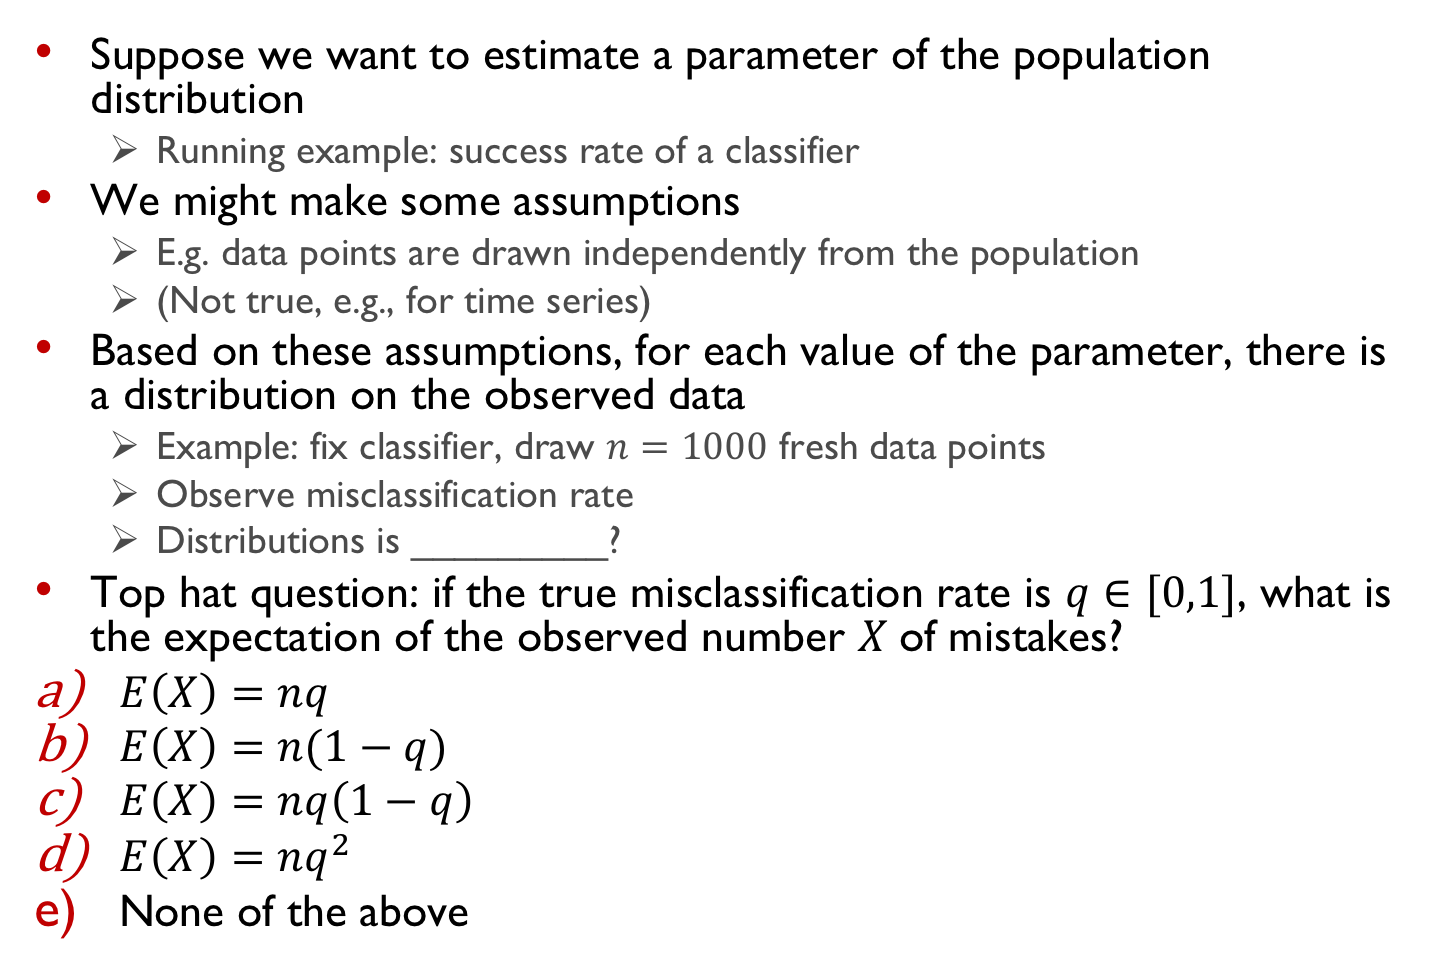 • Suppose we want to estimate a parameter of the population
distribution
➢ Running example: success rate of a classifier
• We might make some assumptions
➢ E.g. data points are drawn independently from the population
➢ (Not true, e.g., for time series)
• Based on these assumptions, for each value of the parameter, there is
a distribution on the observed data
➢ Example: fix classifier, draw n = 1000 fresh data points
➢ Observe misclassification rate
➢ Distributions is _________?
• Top hat question: if the true misclassification rate is q ∈ [0,1], what is
the expectation of the observed number X of mistakes?
a) E(X) = nq
b) E(X) = n(1 − q)
c) E(X) = nq(1 − q)
d) E(X) = nq²
e) None of the above